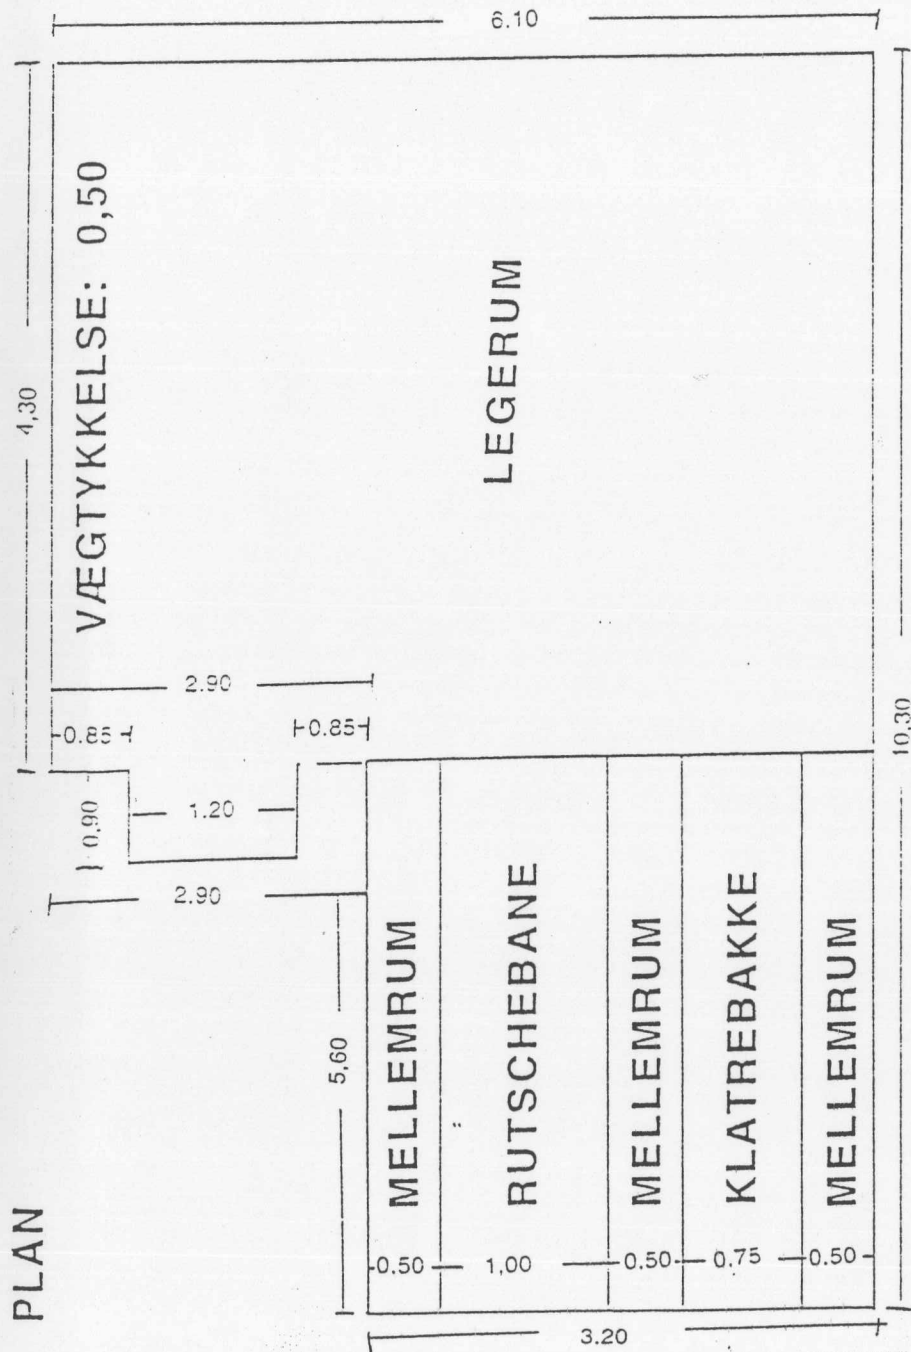 PLAN
6.10
4,30
VÆGTYKKELSE: 0,50
LEGERUM
2.90
0.85
0.85
0,90
1.20
2.90
10,30
5,60
MELLEMRUM
RUTSCHEBANE
MELLEMRUM
KLATREBAKKE
MELLEMRUM
0,50
1,00
0,50
0,75
0,50
3.20